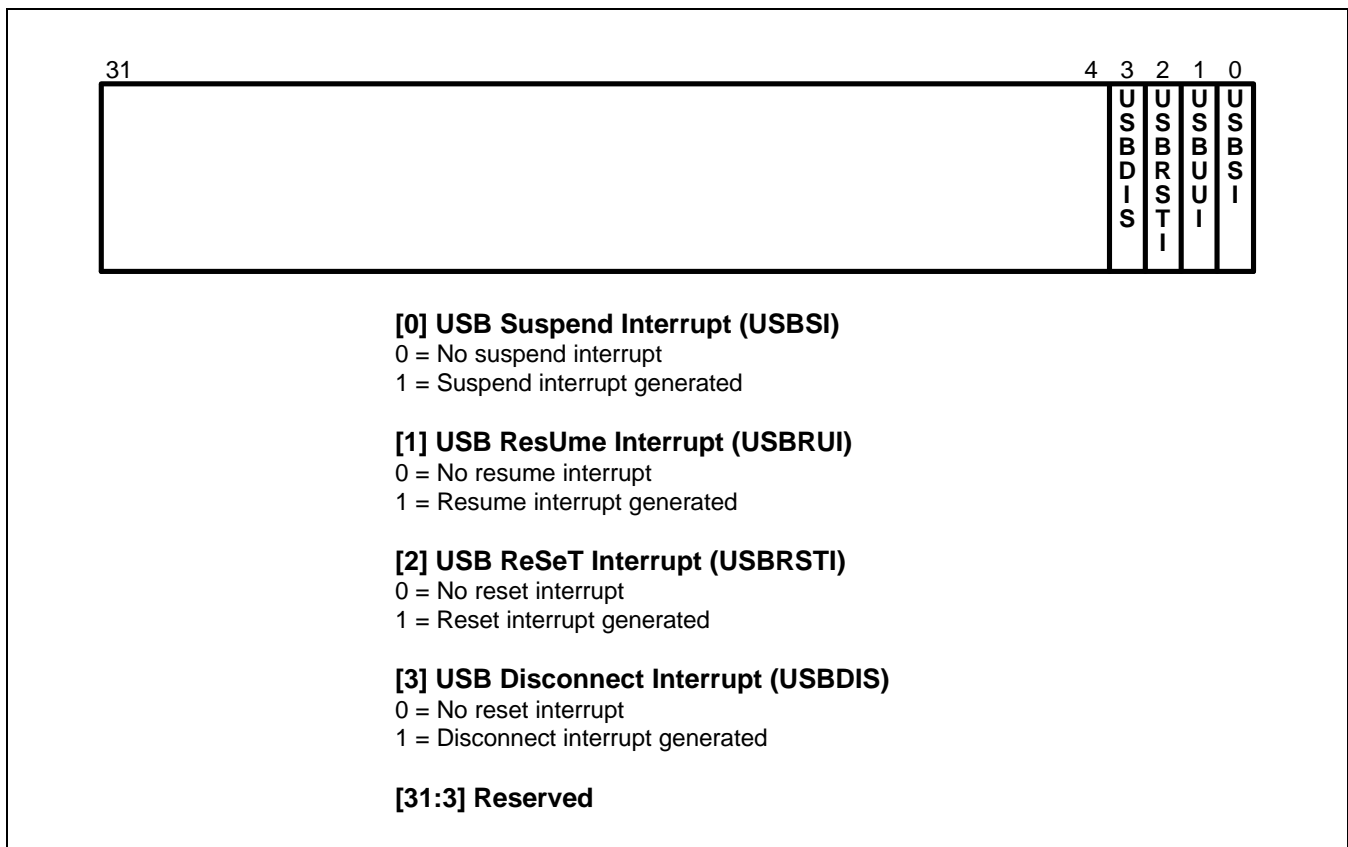 31 4 3 2 1 0
USBDIS USBRSTI USBUUI USBSI
[0] USB Suspend Interrupt (USBSI)
0 = No suspend interrupt
1 = Suspend interrupt generated
[1] USB ResUme Interrupt (USBRUI)
0 = No resume interrupt
1 = Resume interrupt generated
[2] USB ReSeT Interrupt (USBRSTI)
0 = No reset interrupt
1 = Reset interrupt generated
[3] USB Disconnect Interrupt (USBDIS)
0 = No reset interrupt
1 = Disconnect interrupt generated
[31:3] Reserved